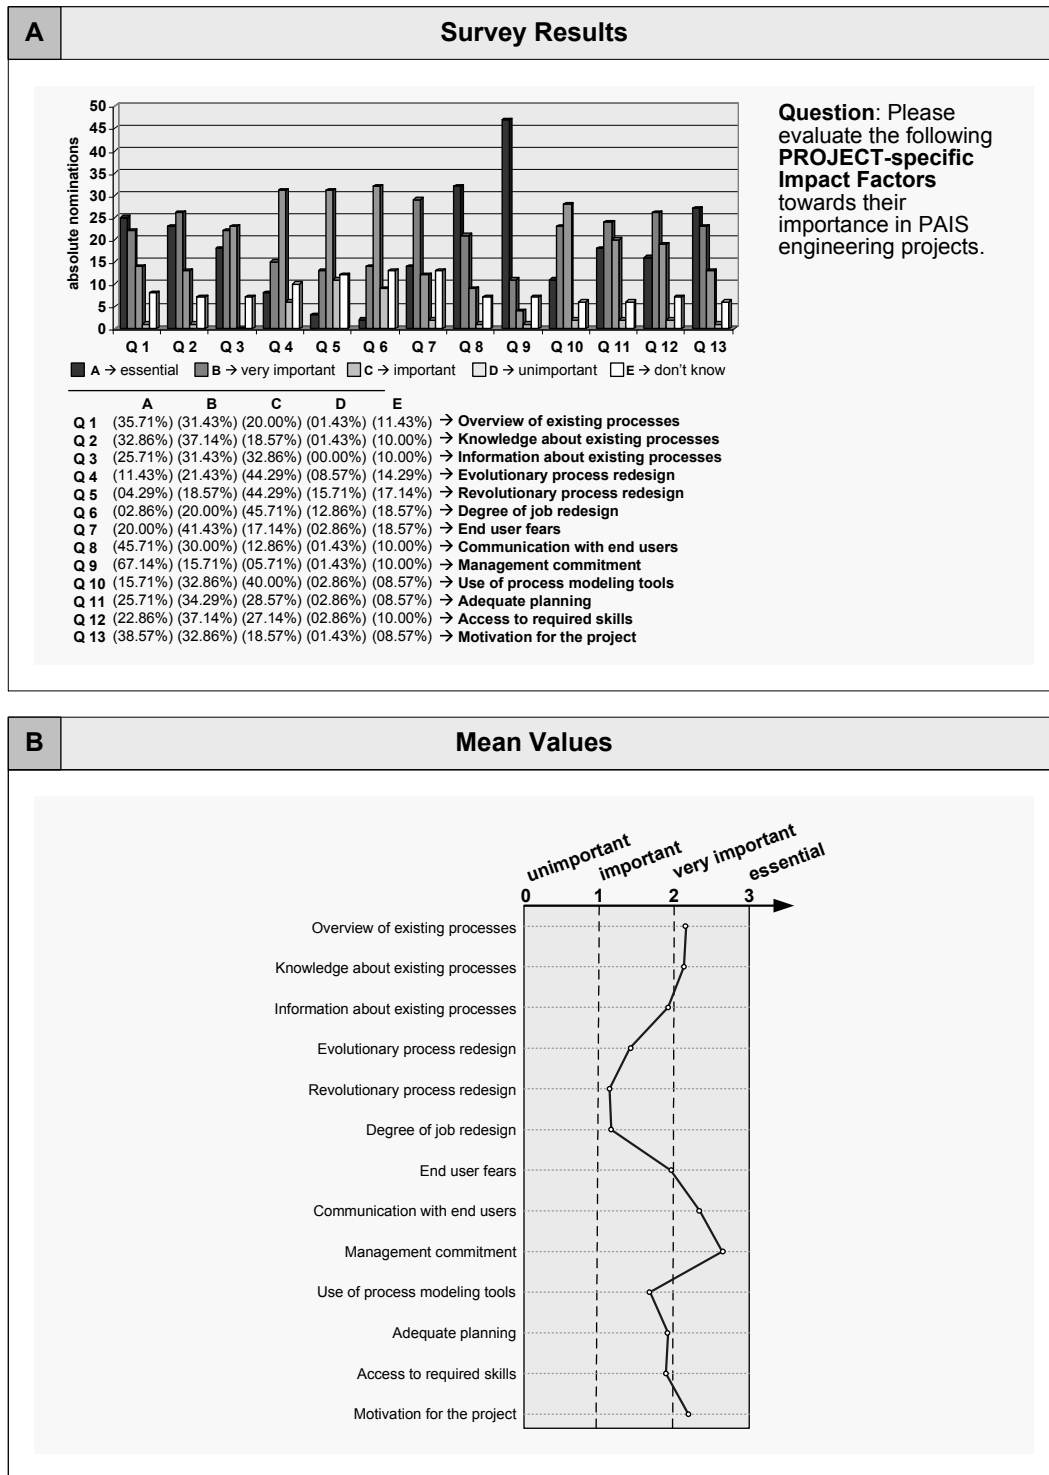 A
Survey Results
50
45
40
35
30
25
20
15
10
5
0
absolute nominations
Q 1 Q 2 Q 3 Q 4 Q 5 Q 6 Q 7 Q 8 Q 9 Q 10 Q 11 Q 12 Q 13
A → essential B → very important C → important D → unimportant E → don't know
Question: Please
evaluate the following
PROJECT-specific
Impact Factors
towards their
importance in PAIS
engineering projects.
A B C D E
Q 1 (35.71%) (31.43%) (20.00%) (01.43%) (11.43%) → Overview of existing processes
Q 2 (32.86%) (37.14%) (18.57%) (01.43%) (10.00%) → Knowledge about existing processes
Q 3 (25.71%) (31.43%) (32.86%) (00.00%) (10.00%) → Information about existing processes
Q 4 (11.43%) (21.43%) (44.29%) (08.57%) (14.29%) → Evolutionary process redesign
Q 5 (04.29%) (18.57%) (44.29%) (15.71%) (17.14%) → Revolutionary process redesign
Q 6 (02.86%) (20.00%) (45.71%) (12.86%) (18.57%) → Degree of job redesign
Q 7 (20.00%) (41.43%) (17.14%) (02.86%) (18.57%) → End user fears
Q 8 (45.71%) (30.00%) (12.86%) (01.43%) (10.00%) → Communication with end users
Q 9 (67.14%) (15.71%) (05.71%) (01.43%) (10.00%) → Management commitment
Q 10 (15.71%) (32.86%) (40.00%) (02.86%) (08.57%) → Use of process modeling tools
Q 11 (25.71%) (34.29%) (28.57%) (02.86%) (08.57%) → Adequate planning
Q 12 (22.86%) (37.14%) (27.14%) (02.86%) (10.00%) → Access to required skills
Q 13 (38.57%) (32.86%) (18.57%) (01.43%) (08.57%) → Motivation for the project
B
Mean Values
unimportant important very important essential
0 1 2 3
Overview of existing processes
Knowledge about existing processes
Information about existing processes
Evolutionary process redesign
Revolutionary process redesign
Degree of job redesign
End user fears
Communication with end users
Management commitment
Use of process modeling tools
Adequate planning
Access to required skills
Motivation for the project